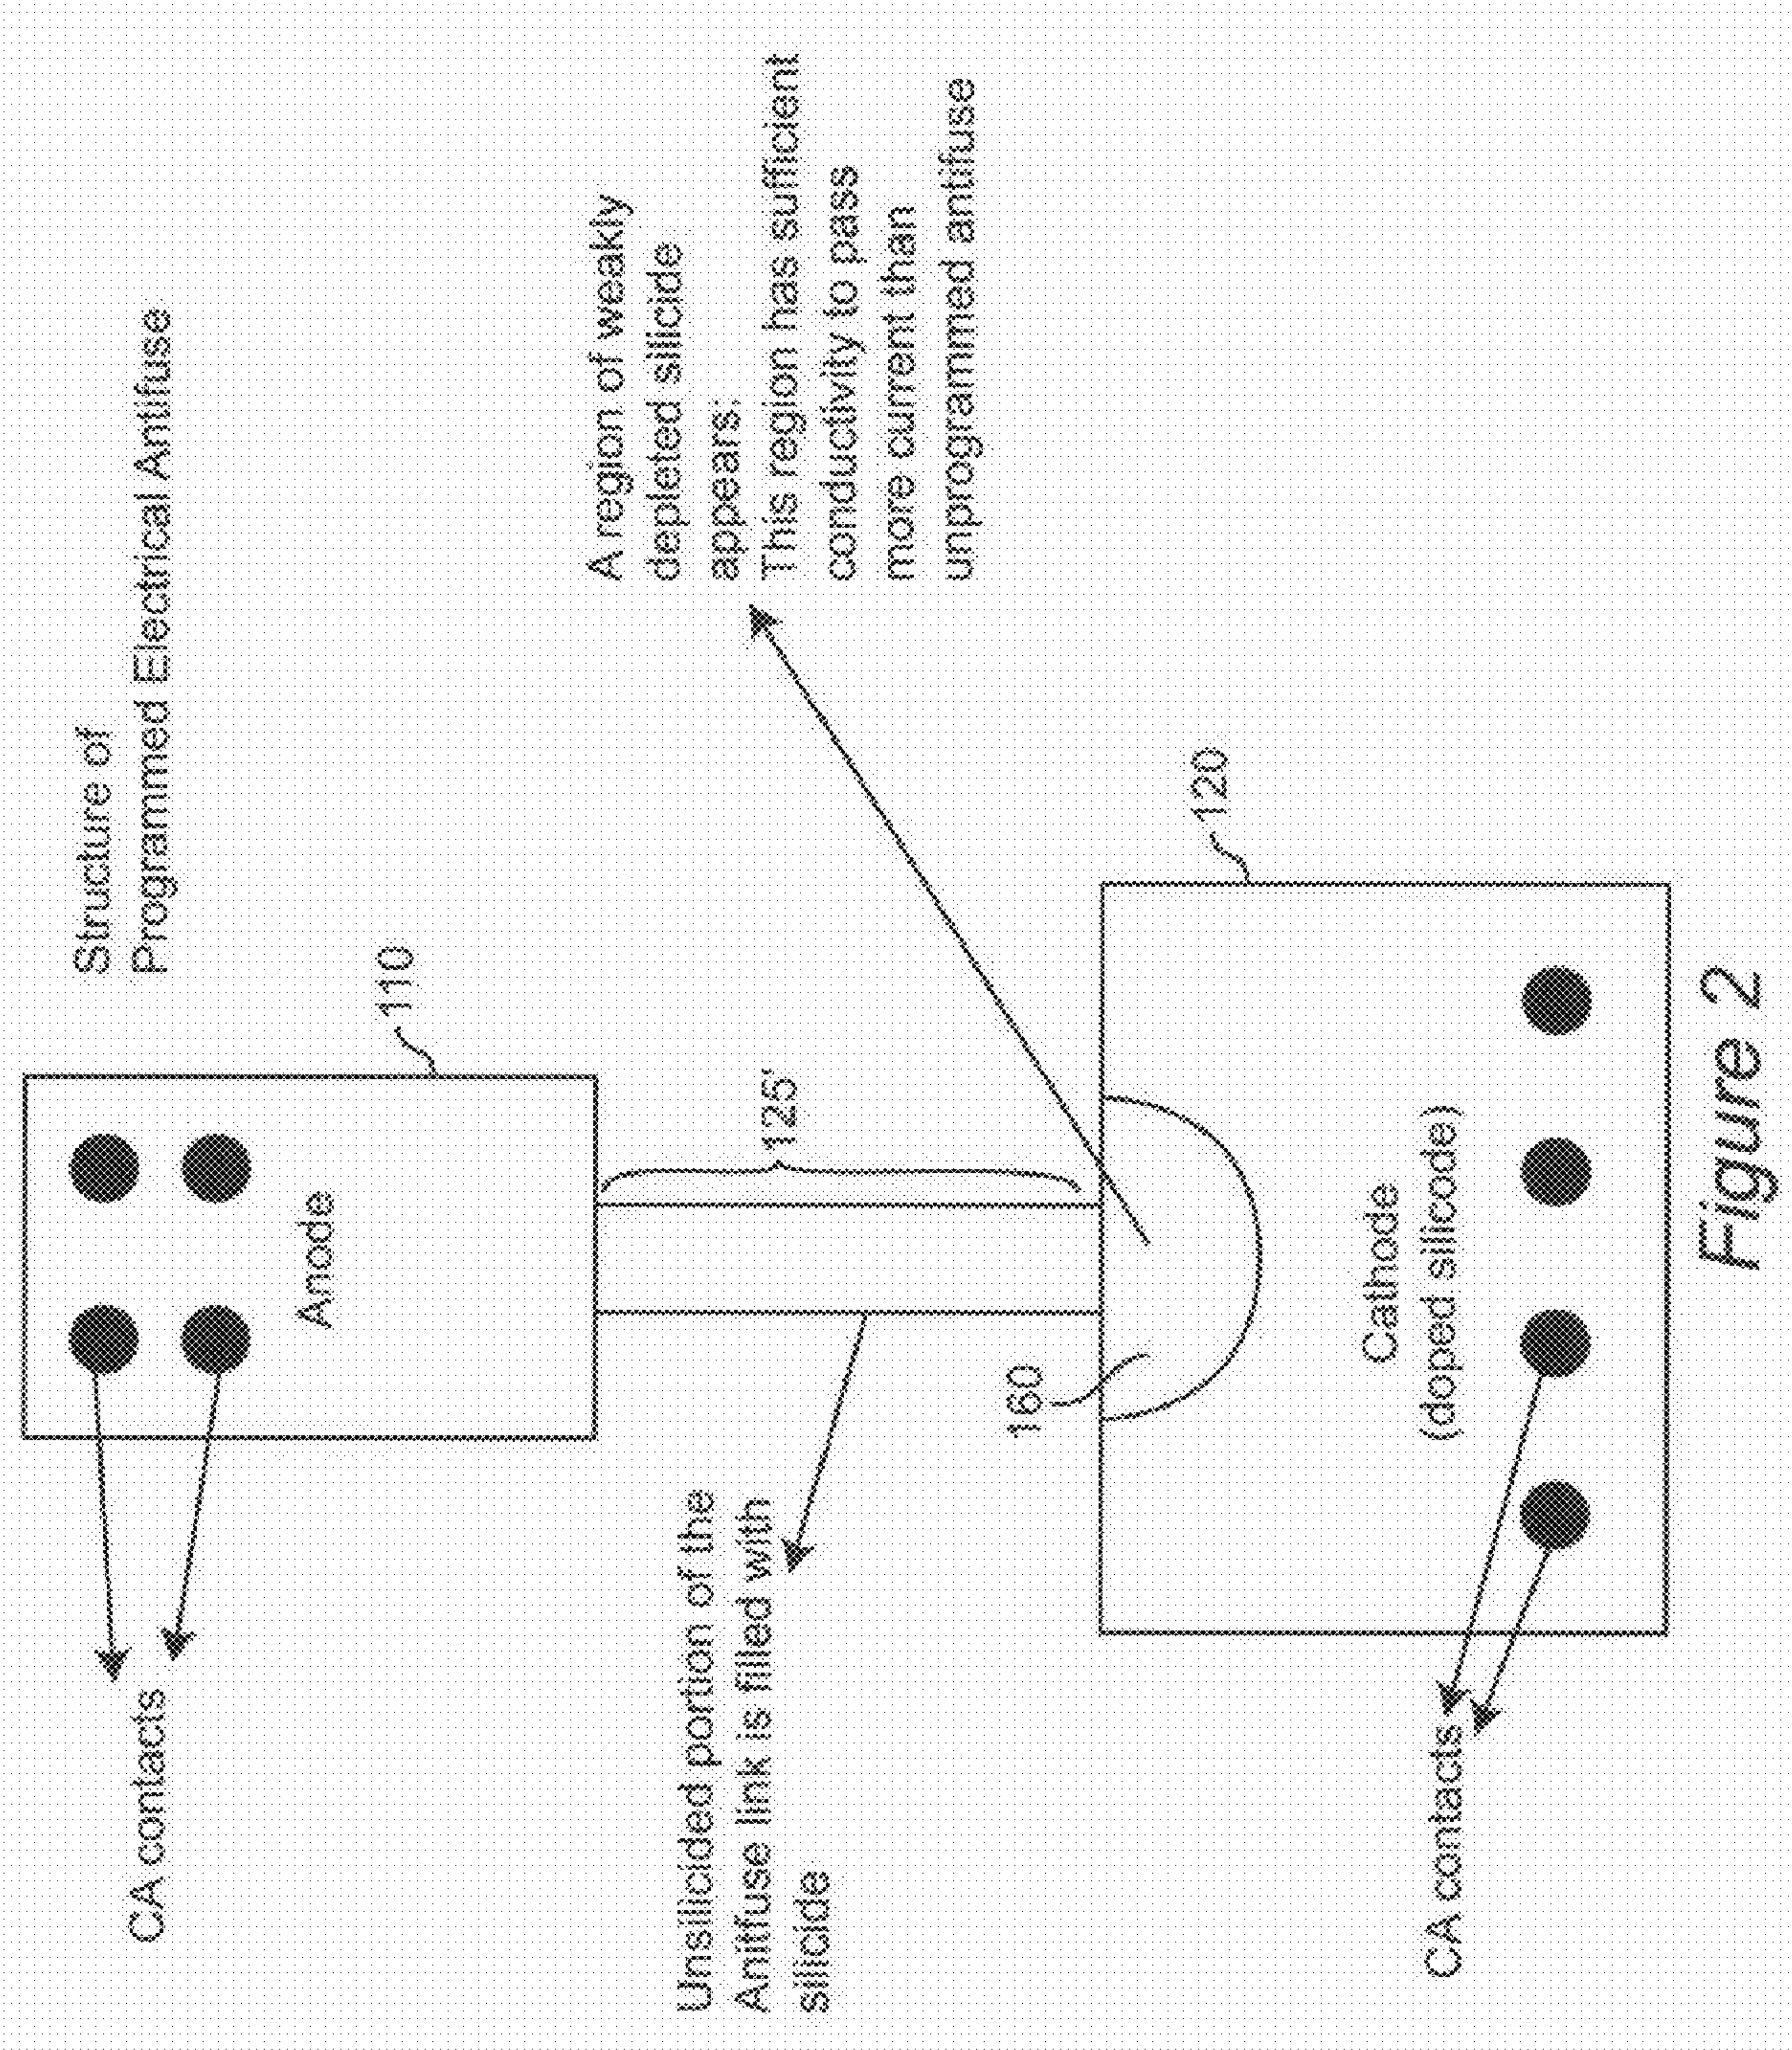 Structure of
Programmed Electrical Antifuse
CA contacts
Anode
110
Unsilicided portion of the
Anitfuse link is filled with
silicide
125'
A region of weakly
depleted silicide
appears;
This region has sufficient
conductivity to pass
more current than
unprogrammed antifuse
160
120
Cathode
(doped silicode)
CA contacts
Figure 2